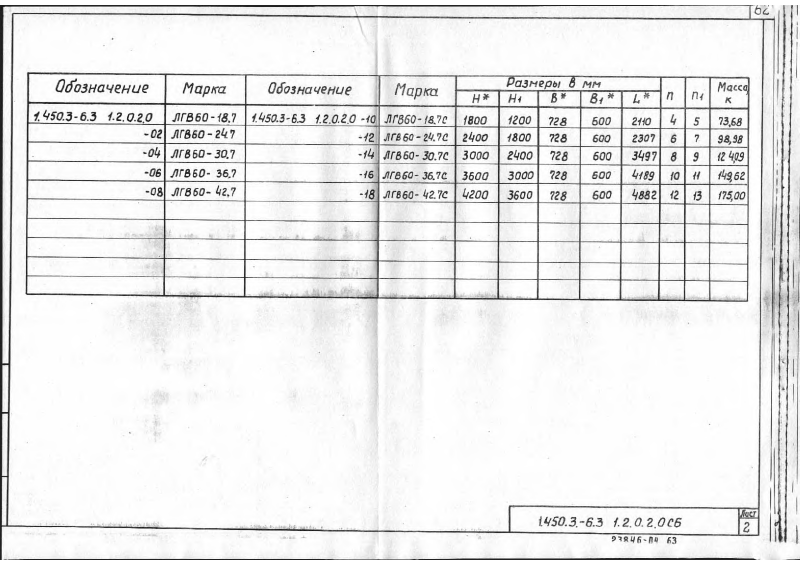 62
Обозначение Марка Обозначение Марка Размеры в мм n n1 Масса, к
H* H1 B* B1* L*
1.450.3-6.3 1.2.0.2.0 ЛГВ60-18.7 1.450.3-6.3 1.2.0.2.0 -10 ЛГВ60-18.7С 1800 1200 728 600 2110 4 5 73,68
-02 ЛГВ60-24.7 -12 ЛГВ60-24.7С 2400 1800 728 600 2307 6 7 98,98
-04 ЛГВ60-30.7 -14 ЛГВ60-30.7С 3000 2400 728 600 3497 8 9 124,09
-06 ЛГВ60-36.7 -16 ЛГВ60-36.7С 3600 3000 728 600 4189 10 11 149,62
-08 ЛГВ60-42.7 -18 ЛГВ60-42.7С 4200 3600 728 600 4882 12 13 175,00
1.450.3.-6.3 1.2.0.2.0СБ
Лист
2
63